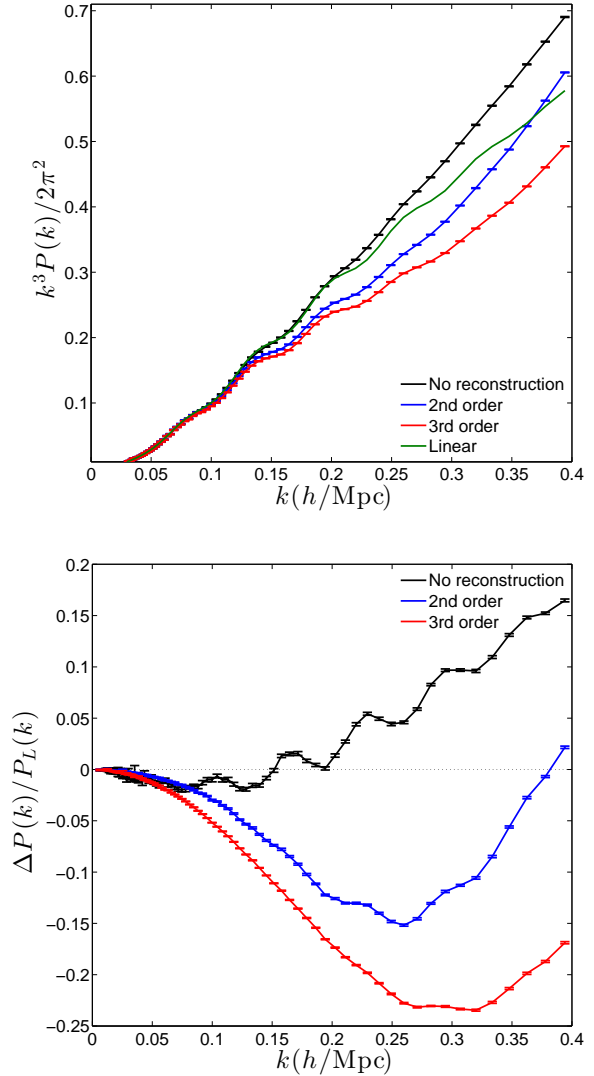 0.7
0.6
0.5
0.4
0.3
0.2
0.1
k³P(k)/2π²
No reconstruction
2nd order
3rd order
Linear
0 0.05 0.1 0.15 0.2 0.25 0.3 0.35 0.4
k(h/Mpc)
0.2
0.15
0.1
0.05
0
−0.05
−0.1
−0.15
−0.2
−0.25
ΔP(k)/P_L(k)
No reconstruction
2nd order
3rd order
0 0.05 0.1 0.15 0.2 0.25 0.3 0.35 0.4
k(h/Mpc)